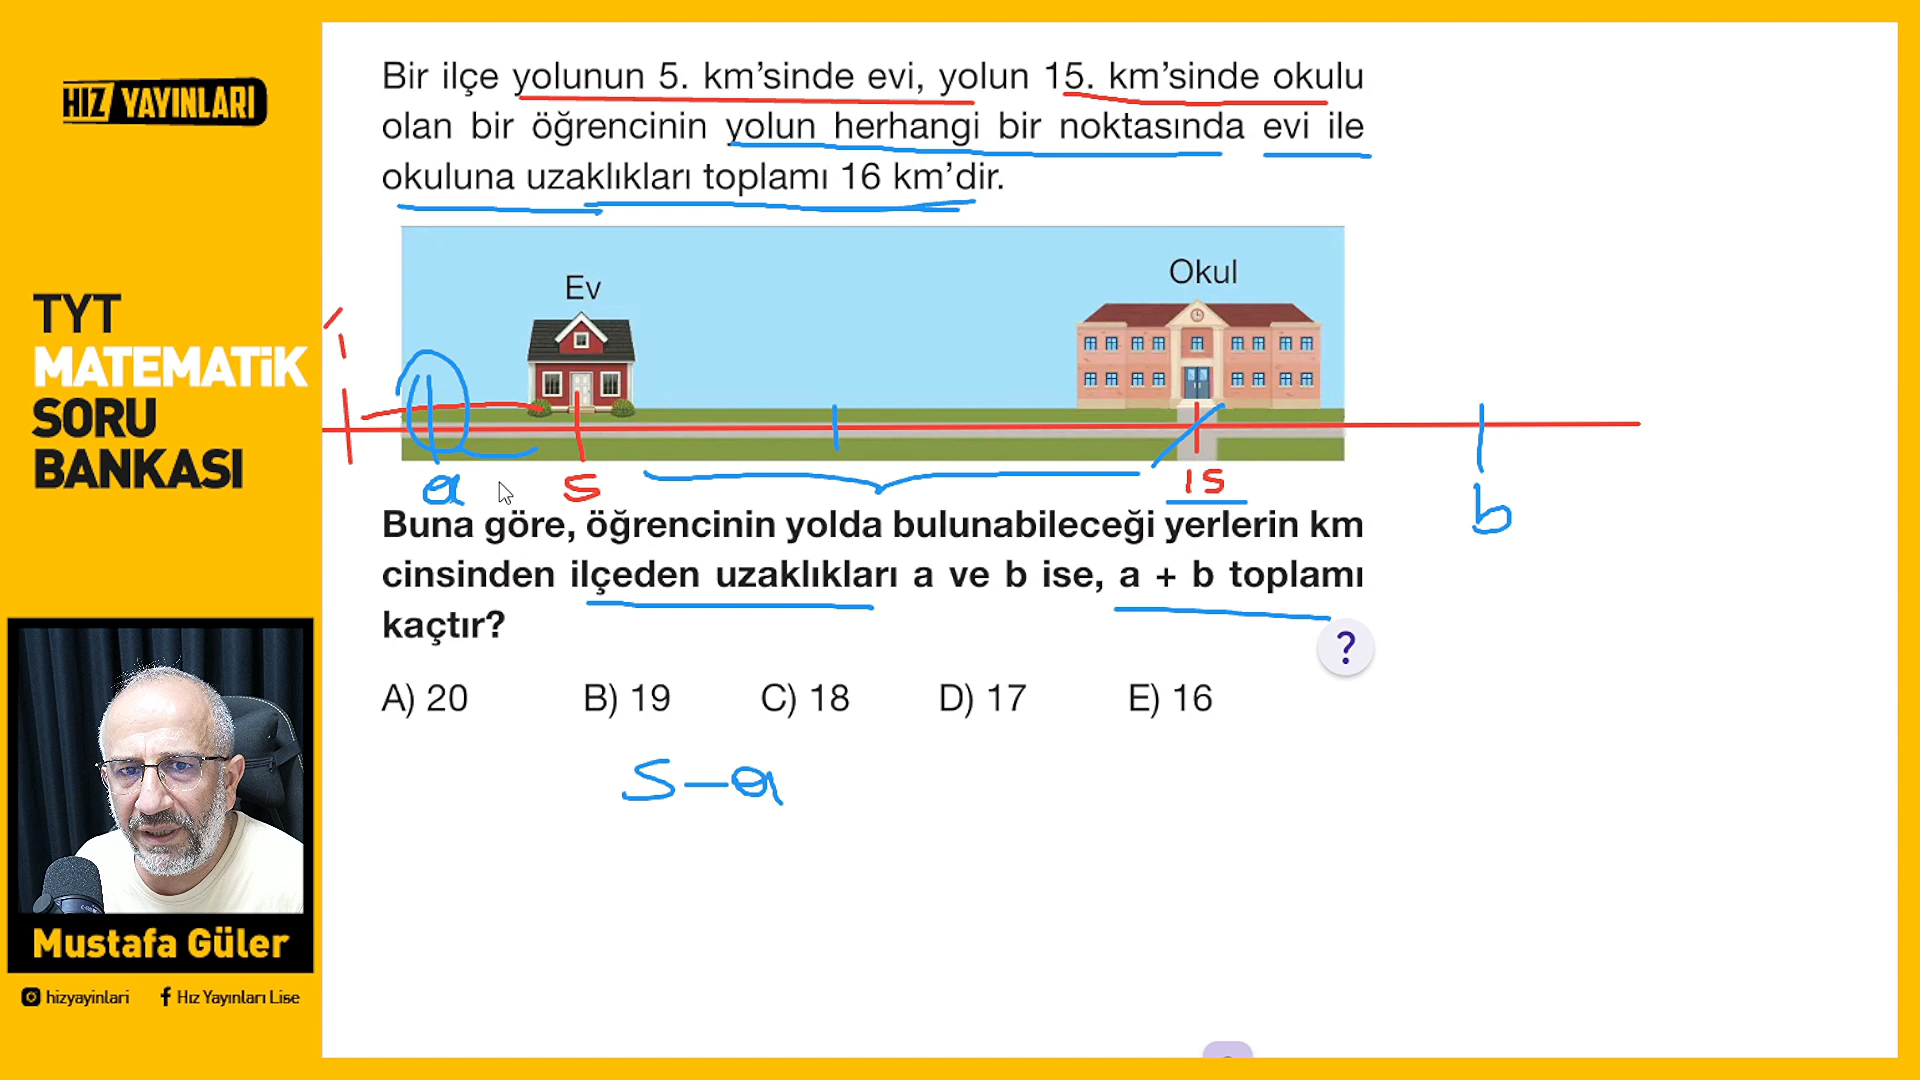 HIZ YAYINLARI
TYT
MATEMATİK
SORU
BANKASI
Mustafa Güler
hizyayinlari
Hız Yayınları Lise
Bir ilçe yolunun 5. km'sinde evi, yolun 15. km'sinde okulu
olan bir öğrencinin yolun herhangi bir noktasında evi ile
okuluna uzaklıkları toplamı 16 km'dir.
Ev
Okul
a
5
15
b
Buna göre, öğrencinin yolda bulunabileceği yerlerin km
cinsinden ilçeden uzaklıkları a ve b ise, a + b toplamı
kaçtır?
?
A) 20 B) 19 C) 18 D) 17 E) 16
5-a